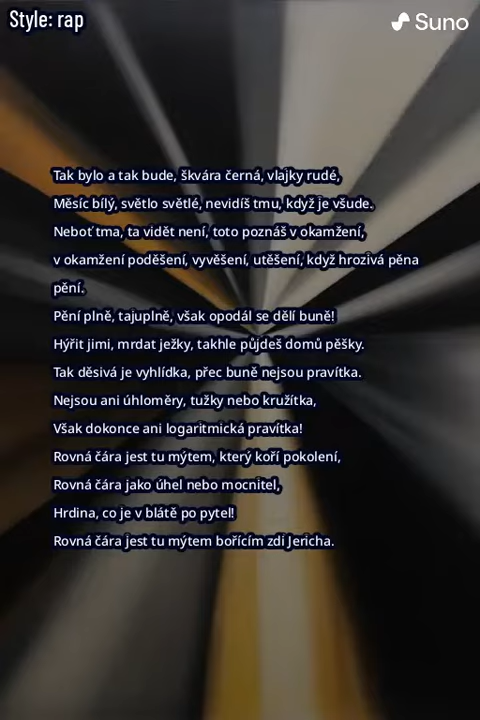 Style: rap
Suno
Tak bylo a tak bude, škvára černá, vlajky rudé,
Měsíc bílý, světlo světlé, nevidíš tmu, když je všude.
Neboť tma, ta vidět není, toto poznáš v okamžení,
v okamžení poděšení, vyvěšení, utěšení, když hrozivá pěna
pění.
Pění plně, tajuplně, však opodál se dělí buně!
Hýřit jimi, mrdat ježky, takhle půjdeš domů pěšky.
Tak děsivá je vyhlídka, přec buně nejsou pravítka.
Nejsou ani úhloměry, tužky nebo kružítka,
Však dokonce ani logaritmická pravítka!
Rovná čára jest tu mýtem, který koří pokolení,
Rovná čára jako úhel nebo mocnitel,
Hrdina, co je v blátě po pytel!
Rovná čára jest tu mýtem bořícím zdi Jericha.